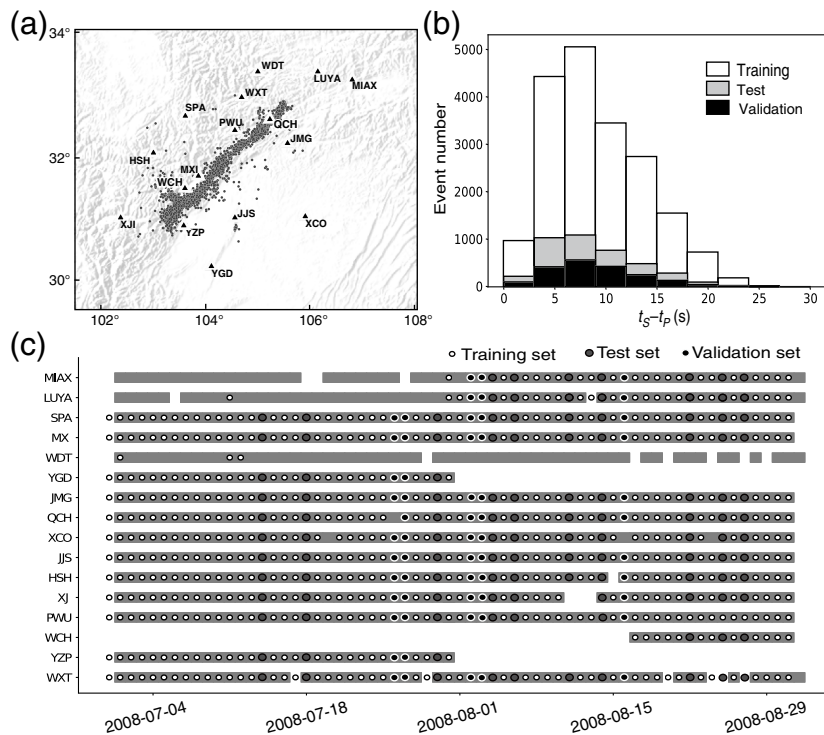 (a)
34°
32°
30°
102°
104°
106°
108°
WDT
LUYA
MIAX
WXT
SPA
PWU
QCH
JMG
HSH
MXI
WCH
XJI
YZP
JJS
XCO
YGD
(b)
Event number
5000
4000
3000
2000
1000
0
Training
Test
Validation
0 5 10 15 20 25 30
tS–tP (s)
(c)
Training set Test set Validation set
MIAX
LUYA
SPA
MX
WDT
YGD
JMG
QCH
XCO
JJS
HSH
XJ
PWU
WCH
YZP
WXT
2008-07-04 2008-07-18 2008-08-01 2008-08-15 2008-08-29